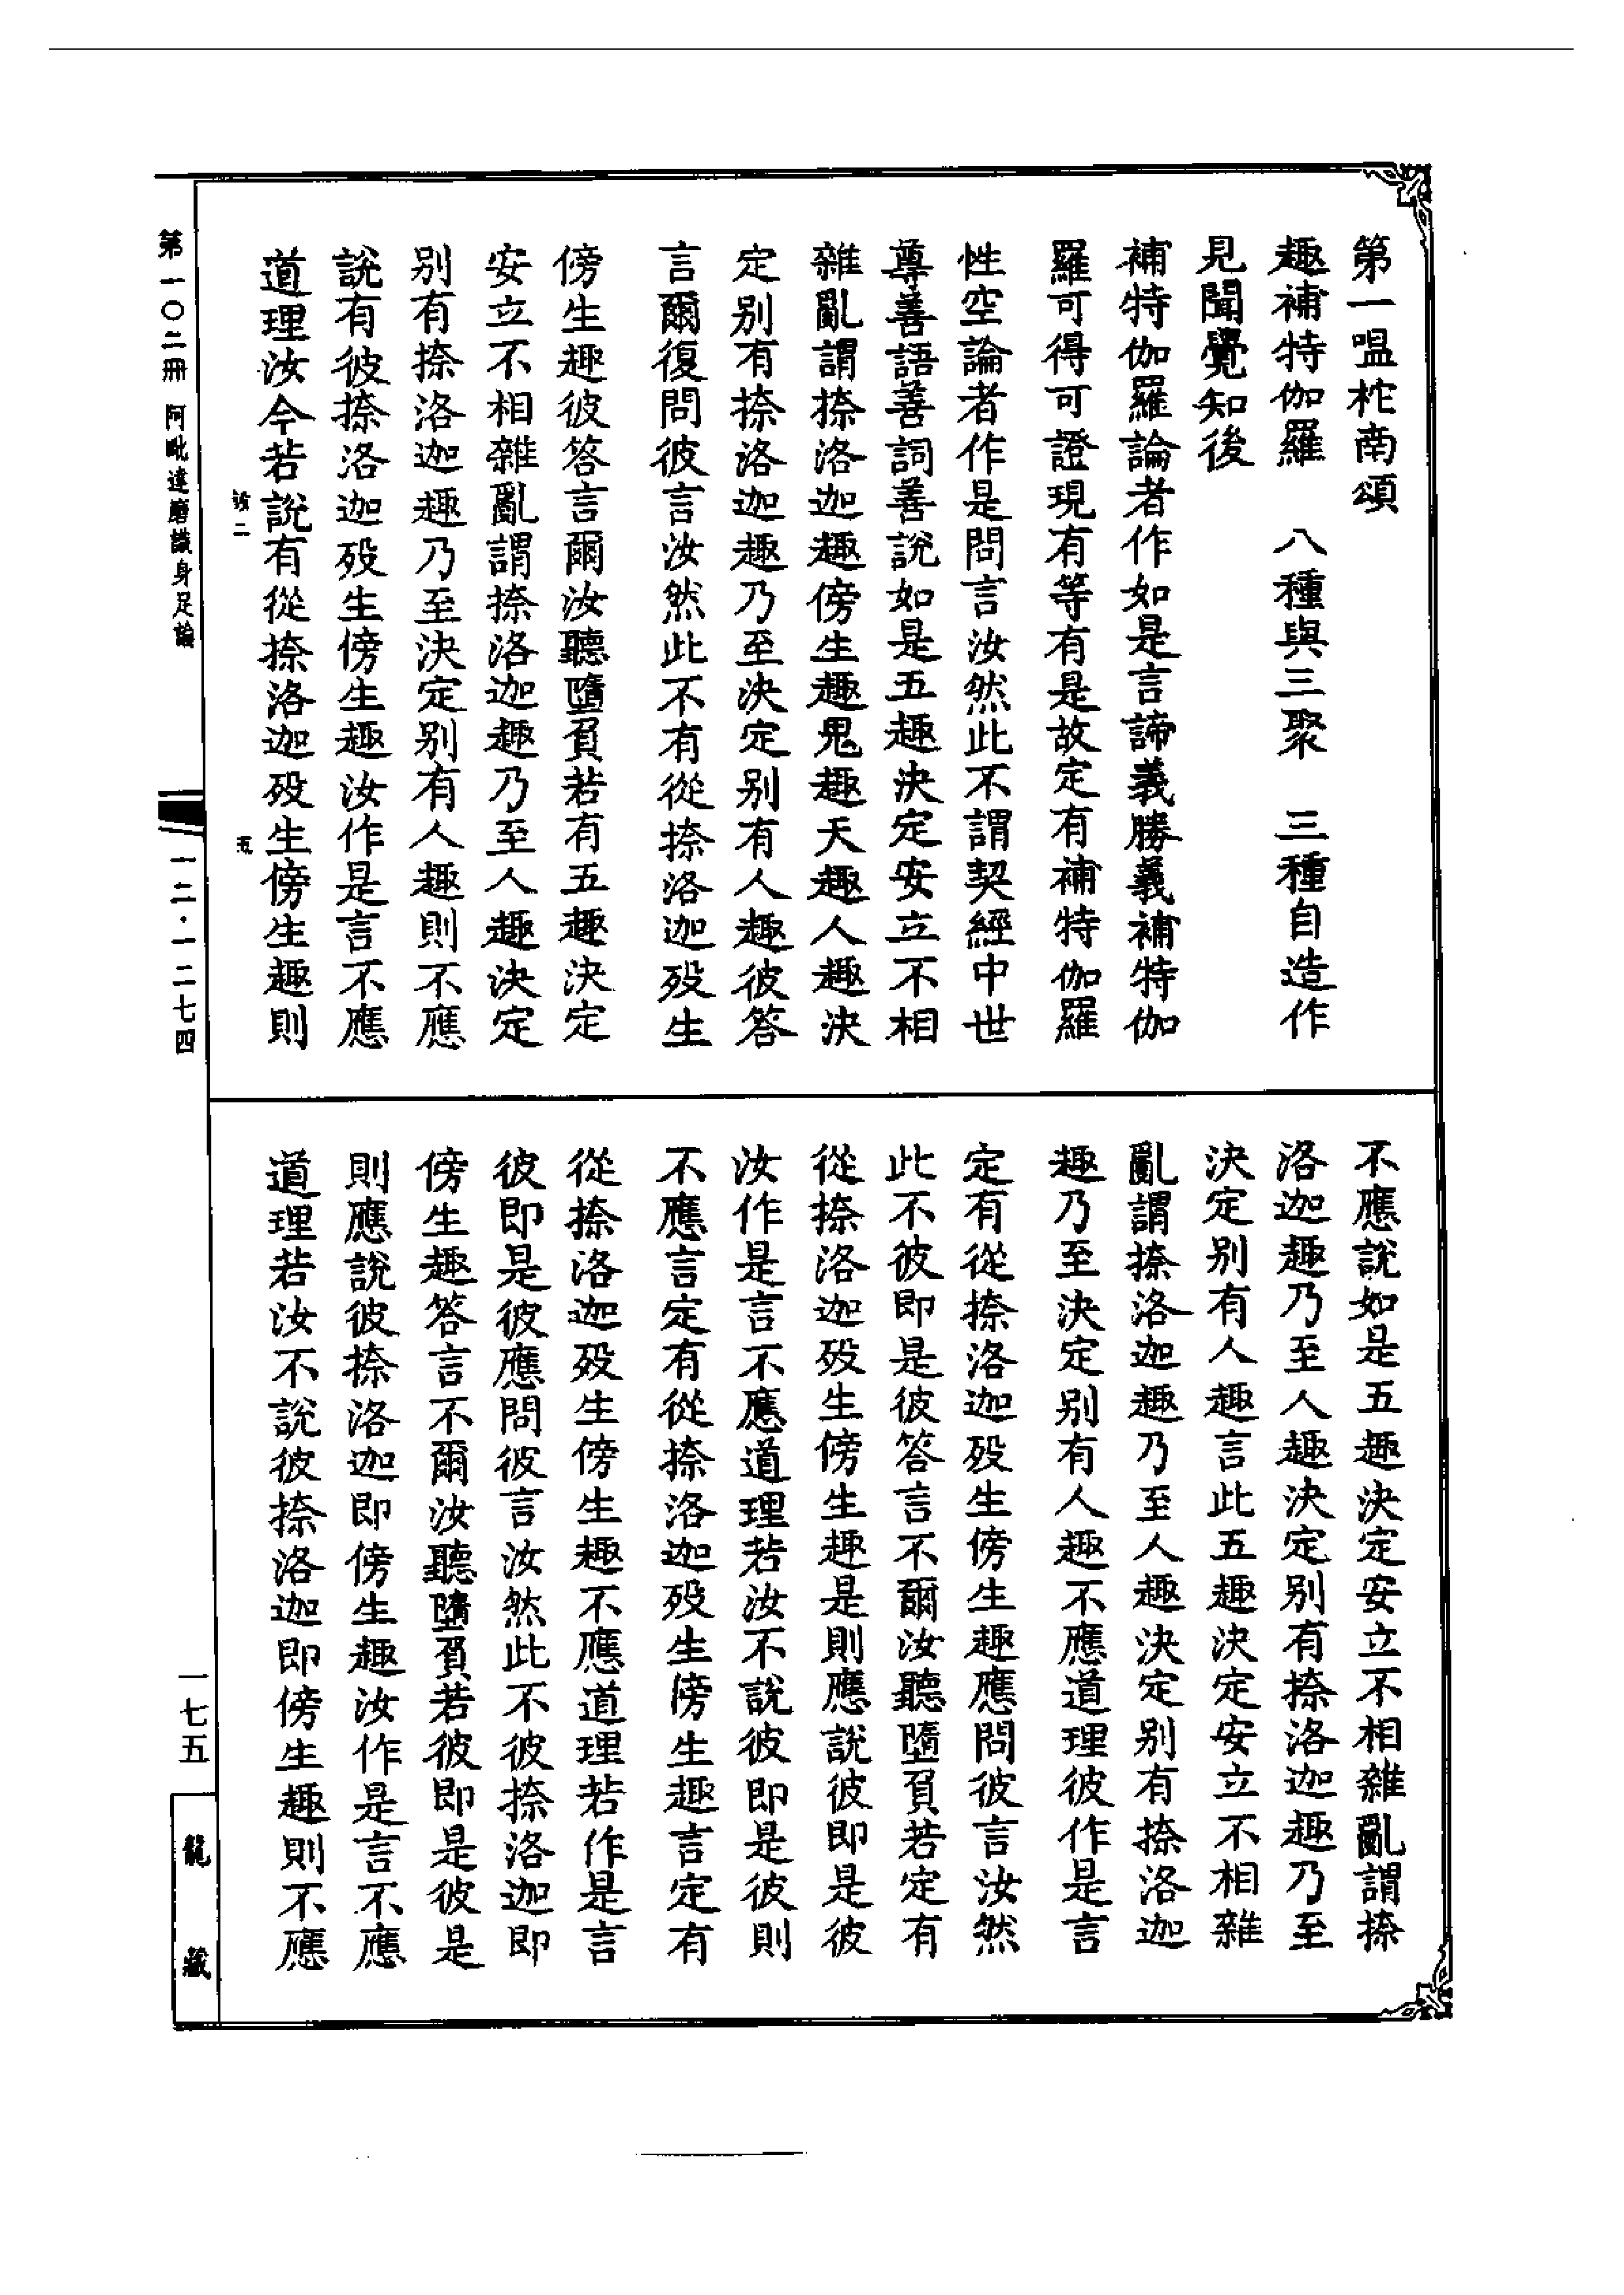 第一嗢柁南頌
趣補特伽羅　八種與三聚　三種自造作
見聞覺知後
補特伽羅論者作如是言諦義勝義補特伽
羅可得可證現有等有是故定有補特伽羅
性空論者作是問言汝然此不謂契經中世
尊善語善詞善說如是五趣決定安立不相
雜亂謂捺洛迦趣傍生趣鬼趣天趣人趣決
定別有捺洛迦趣乃至決定別有人趣彼答
言爾復問彼言汝然此不有從捺洛迦歿生
傍生趣彼答言爾汝聽墮負若有五趣決定
安立不相雜亂謂捺洛迦趣乃至人趣決定
別有捺洛迦趣乃至決定別有人趣則不應
說有彼捺洛迦歿生傍生趣汝作是言不應
道理汝今若說有從捺洛迦歿生傍生趣則
不應說如是五趣決定安立不相雜亂謂捺
洛迦趣乃至人趣決定別有捺洛迦趣乃至
決定別有人趣言此五趣決定安立不相雜
亂謂捺洛迦趣乃至人趣決定別有捺洛迦
趣乃至決定別有人趣不應道理彼作是言
定有從捺洛迦歿生傍生趣應問彼言汝然
此不彼即是彼答言不爾汝聽墮負若定有
從捺洛迦歿生傍生趣是則應說彼即是彼
汝作是言不應道理若汝不說彼即是彼則
不應言定有從捺洛迦歿生傍生趣言定有
從捺洛迦歿生傍生趣不應道理若作是言
彼即是彼應問彼言汝然此不彼捺洛迦即
傍生趣答言不爾汝聽墮負若彼即是彼是
則應說彼捺洛迦即傍生趣汝作是言不應
道理若汝不說彼捺洛迦即傍生趣則不應
第一〇二冊　阿毗達磨識身足論
一二·一二七四
一七五
龍藏